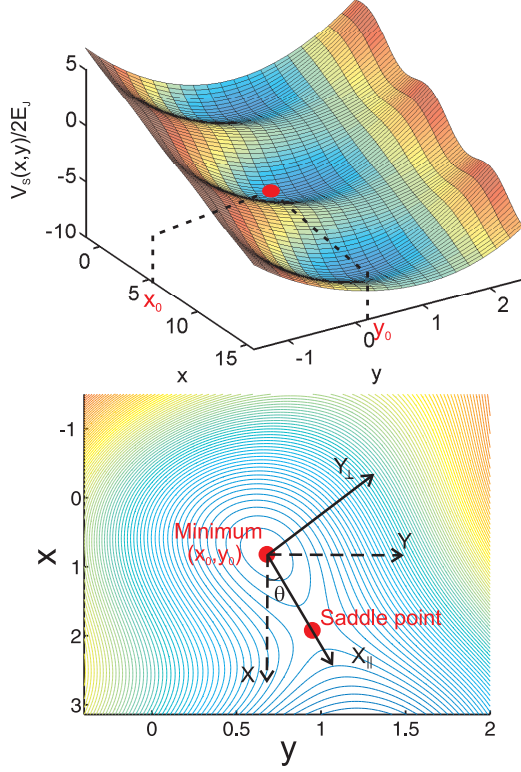 V_S(x,y)/2E_J
5
0
-5
-10
0
5
10
15
x_0
x
-1
0
1
2
y_0
y
-1
0
1
2
3
x
Y_⊥
Minimum
(x_0,y_0)
Y
θ
Saddle point
X
X_∥
0
0.5
1
1.5
2
y